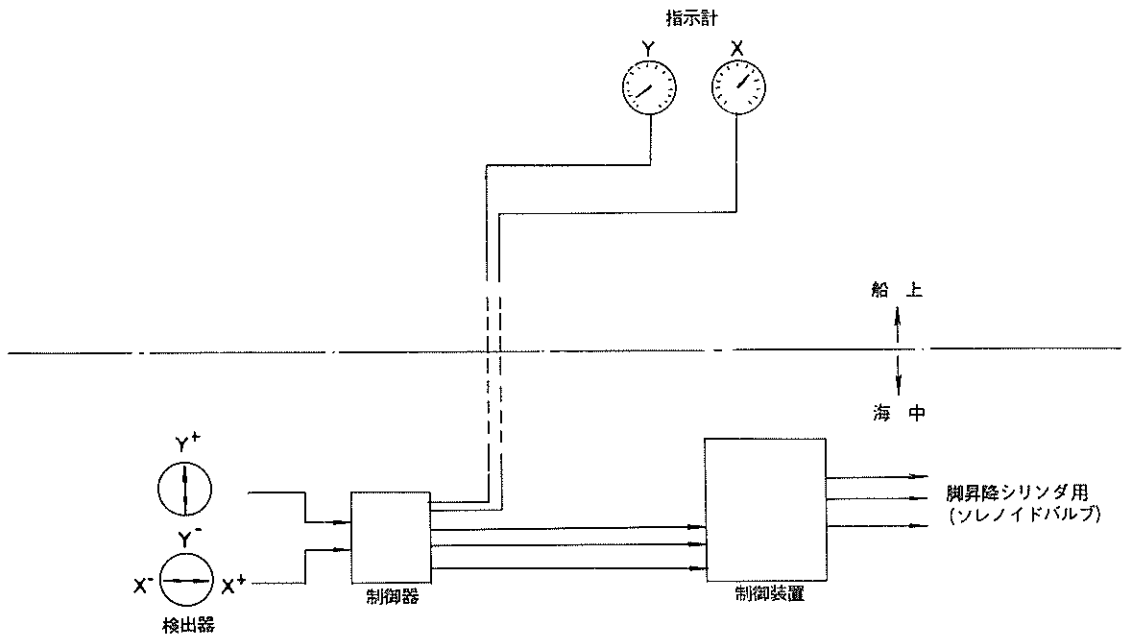 指示計
Y
X
船 上
海 中
Y⁺
Y⁻
X⁻
X⁺
検出器
制御器
制御装置
脚昇降シリンダ用
(ソレノイドバルブ)